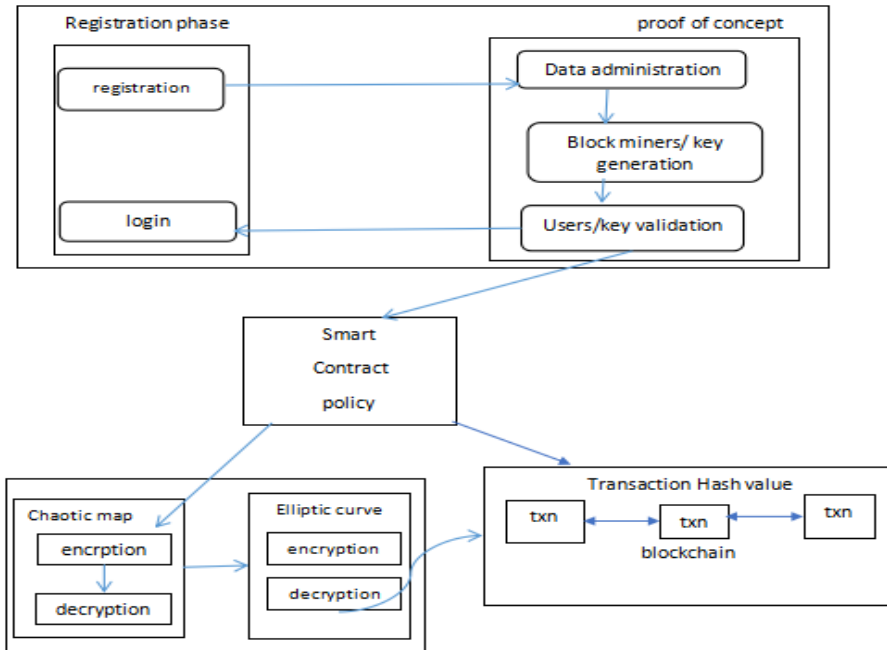 Registration phase
proof of concept
registration
Data administration
Block miners/ key
generation
login
Users/key validation
Smart
Contract
policy
Chaotic map
encrption
decryption
Elliptic curve
encryption
decryption
Transaction Hash value
txn
txn
txn
blockchain